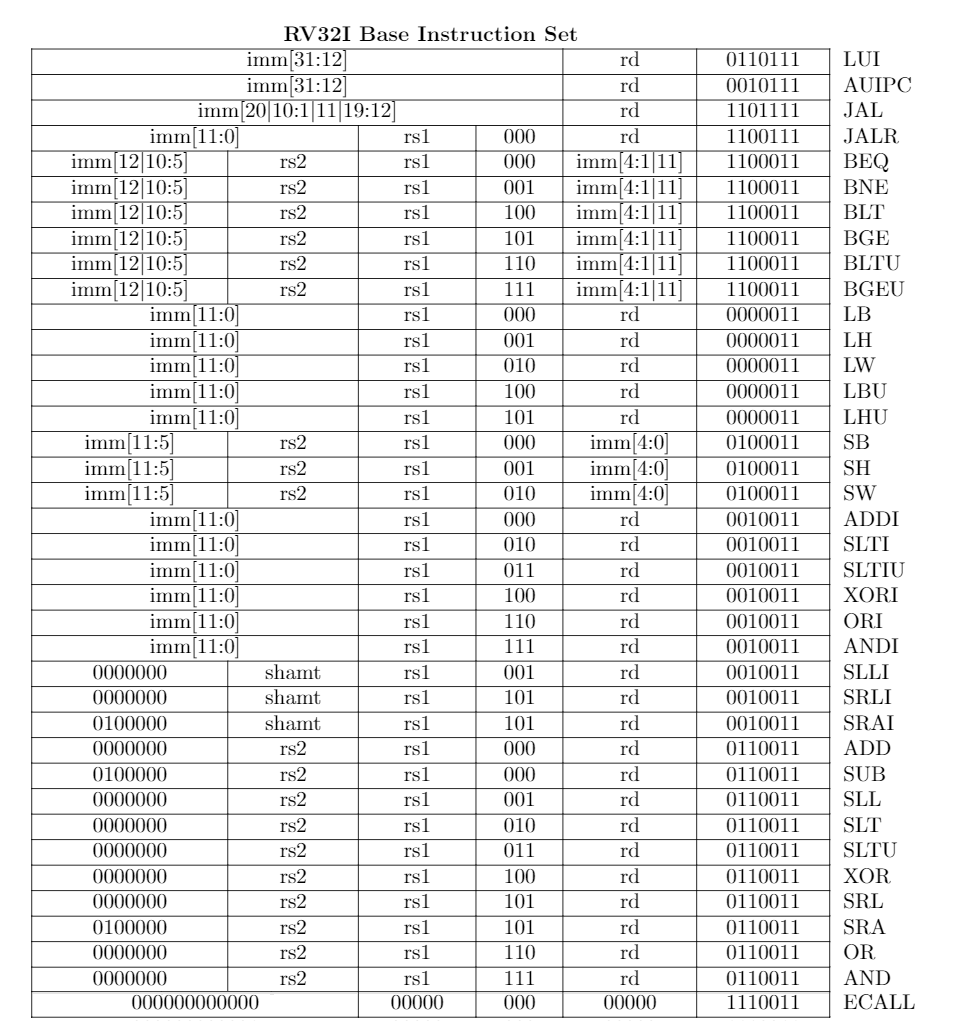 RV32I Base Instruction Set
imm[31:12] rd 0110111 LUI
imm[31:12] rd 0010111 AUIPC
imm[20|10:1|11|19:12] rd 1101111 JAL
imm[11:0] rs1 000 rd 1100111 JALR
imm[12|10:5] rs2 rs1 000 imm[4:1|11] 1100011 BEQ
imm[12|10:5] rs2 rs1 001 imm[4:1|11] 1100011 BNE
imm[12|10:5] rs2 rs1 100 imm[4:1|11] 1100011 BLT
imm[12|10:5] rs2 rs1 101 imm[4:1|11] 1100011 BGE
imm[12|10:5] rs2 rs1 110 imm[4:1|11] 1100011 BLTU
imm[12|10:5] rs2 rs1 111 imm[4:1|11] 1100011 BGEU
imm[11:0] rs1 000 rd 0000011 LB
imm[11:0] rs1 001 rd 0000011 LH
imm[11:0] rs1 010 rd 0000011 LW
imm[11:0] rs1 100 rd 0000011 LBU
imm[11:0] rs1 101 rd 0000011 LHU
imm[11:5] rs2 rs1 000 imm[4:0] 0100011 SB
imm[11:5] rs2 rs1 001 imm[4:0] 0100011 SH
imm[11:5] rs2 rs1 010 imm[4:0] 0100011 SW
imm[11:0] rs1 000 rd 0010011 ADDI
imm[11:0] rs1 010 rd 0010011 SLTI
imm[11:0] rs1 011 rd 0010011 SLTIU
imm[11:0] rs1 100 rd 0010011 XORI
imm[11:0] rs1 110 rd 0010011 ORI
imm[11:0] rs1 111 rd 0010011 ANDI
0000000 shamt rs1 001 rd 0010011 SLLI
0000000 shamt rs1 101 rd 0010011 SRLI
0100000 shamt rs1 101 rd 0010011 SRAI
0000000 rs2 rs1 000 rd 0110011 ADD
0100000 rs2 rs1 000 rd 0110011 SUB
0000000 rs2 rs1 001 rd 0110011 SLL
0000000 rs2 rs1 010 rd 0110011 SLT
0000000 rs2 rs1 011 rd 0110011 SLTU
0000000 rs2 rs1 100 rd 0110011 XOR
0000000 rs2 rs1 101 rd 0110011 SRL
0100000 rs2 rs1 101 rd 0110011 SRA
0000000 rs2 rs1 110 rd 0110011 OR
0000000 rs2 rs1 111 rd 0110011 AND
000000000000 00000 000 00000 1110011 ECALL